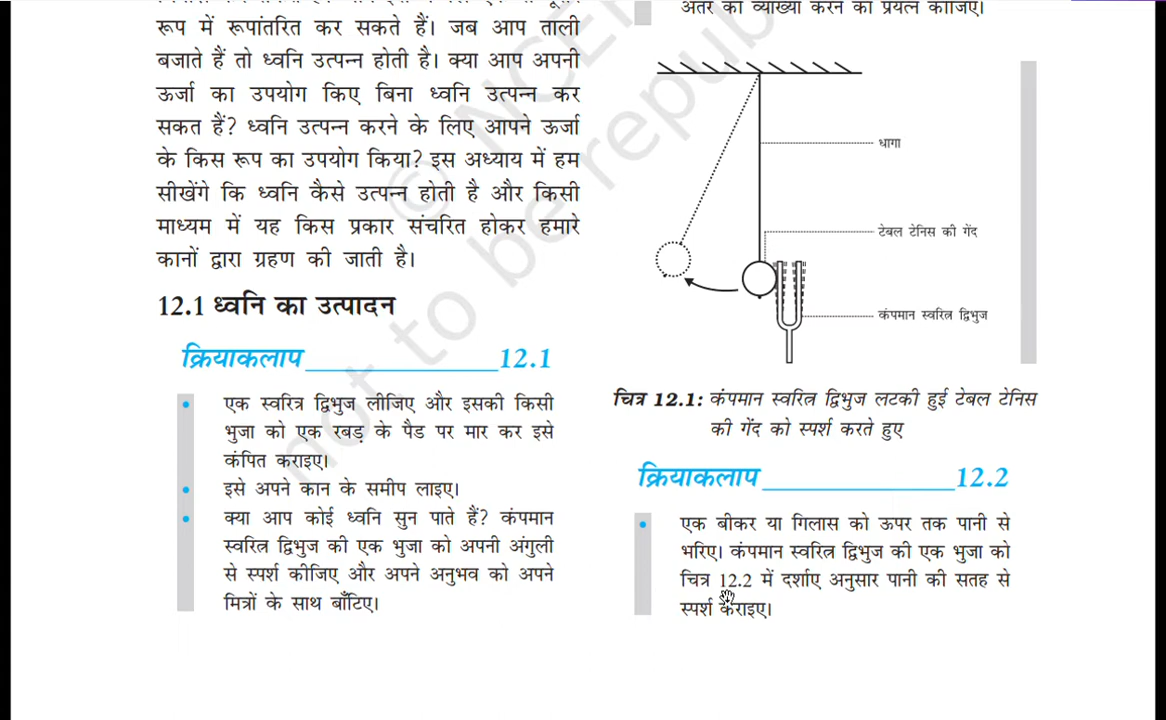 रूप में रूपांतरित कर सकते हैं। जब आप ताली
बजाते हैं तो ध्वनि उत्पन्न होती है। क्या आप अपनी
ऊर्जा का उपयोग किए बिना ध्वनि उत्पन्न कर
सकत हैं? ध्वनि उत्पन्न करने के लिए आपने ऊर्जा
के किस रूप का उपयोग किया? इस अध्याय में हम
सीखेंगे कि ध्वनि कैसे उत्पन्न होती है और किसी
माध्यम में यह किस प्रकार संचरित होकर हमारे
कानों द्वारा ग्रहण की जाती है।
12.1 ध्वनि का उत्पादन
क्रियाकलाप 12.1
• एक स्वरित्र द्विभुज लीजिए और इसकी किसी
भुजा को एक रबड़ के पैड पर मार कर इसे
कंपित कराइए।
• इसे अपने कान के समीप लाइए।
• क्या आप कोई ध्वनि सुन पाते हैं? कंपमान
स्वरित्र द्विभुज की एक भुजा को अपनी अंगुली
से स्पर्श कीजिए और अपने अनुभव को अपने
मित्रों के साथ बाँटिए।
अंतर की व्याख्या करने का प्रयत्न कीजिए।
धागा
टेबल टेनिस की गेंद
कंपमान स्वरित्र द्विभुज
चित्र 12.1: कंपमान स्वरित्र द्विभुज लटकी हुई टेबल टेनिस
की गेंद को स्पर्श करते हुए
क्रियाकलाप 12.2
• एक बीकर या गिलास को ऊपर तक पानी से
भरिए। कंपमान स्वरित्र द्विभुज की एक भुजा को
चित्र 12.2 में दर्शाए अनुसार पानी की सतह से
स्पर्श कराइए।
© NCE
not to be repub